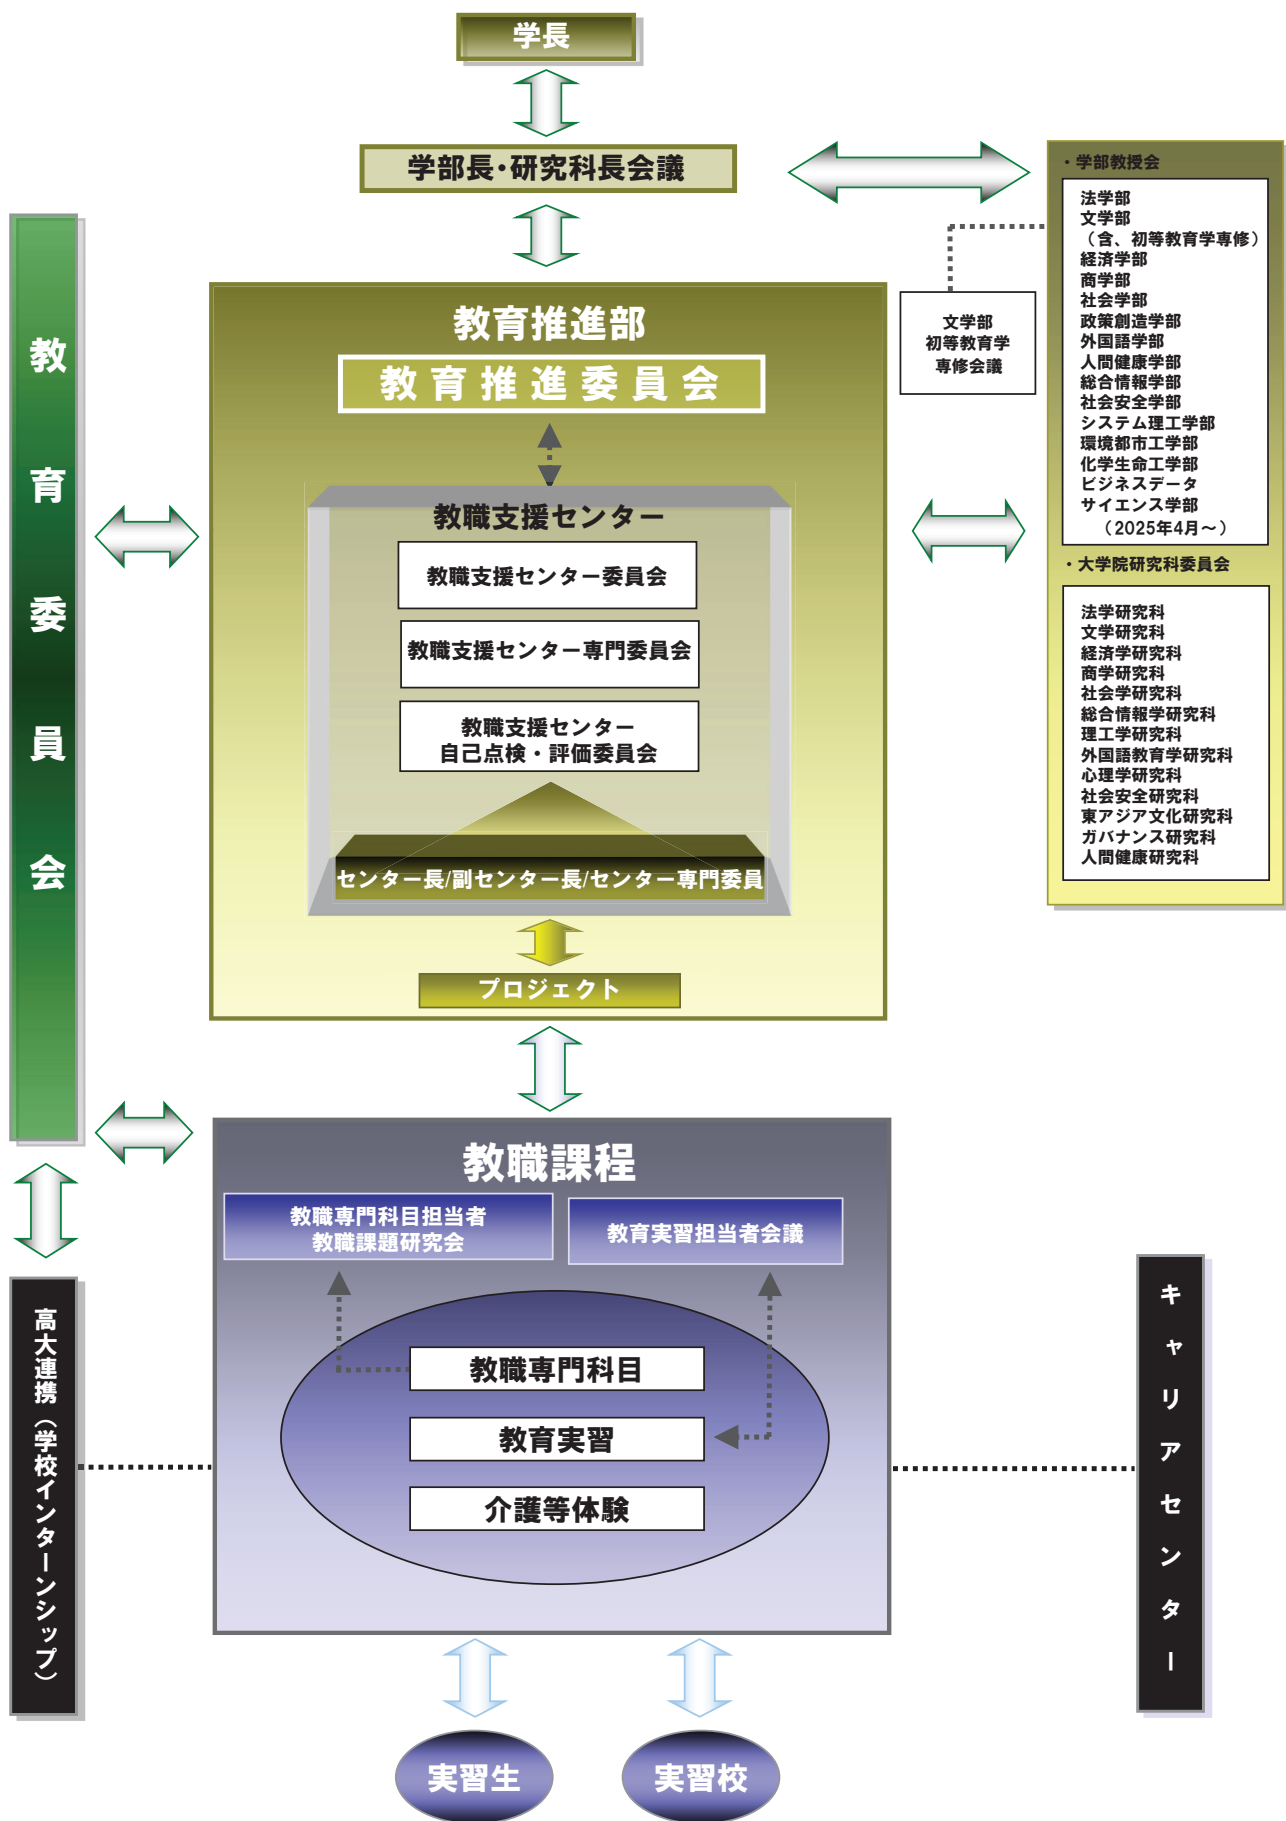 学長
学部長・研究科長会議
・学部教授会
法学部
文学部
（含、初等教育学専修）
経済学部
商学部
社会学部
政策創造学部
外国語学部
人間健康学部
総合情報学部
社会安全学部
システム理工学部
環境都市工学部
化学生命工学部
ビジネスデータ
サイエンス学部
（2025年4月～）
・大学院研究科委員会
法学研究科
文学研究科
経済学研究科
商学研究科
社会学研究科
総合情報学研究科
理工学研究科
外国語教育学研究科
心理学研究科
社会安全研究科
東アジア文化研究科
ガバナンス研究科
人間健康研究科
文学部
初等教育学
専修会議
教育委員会
教育推進部
教育推進委員会
教職支援センター
教職支援センター委員会
教職支援センター専門委員会
教職支援センター
自己点検・評価委員会
センター長/副センター長/センター専門委員
プロジェクト
教職課程
教職専門科目担当者
教職課題研究会
教育実習担当者会議
教職専門科目
教育実習
介護等体験
高大連携（学校インターンシップ）
キャリアセンター
実習生
実習校